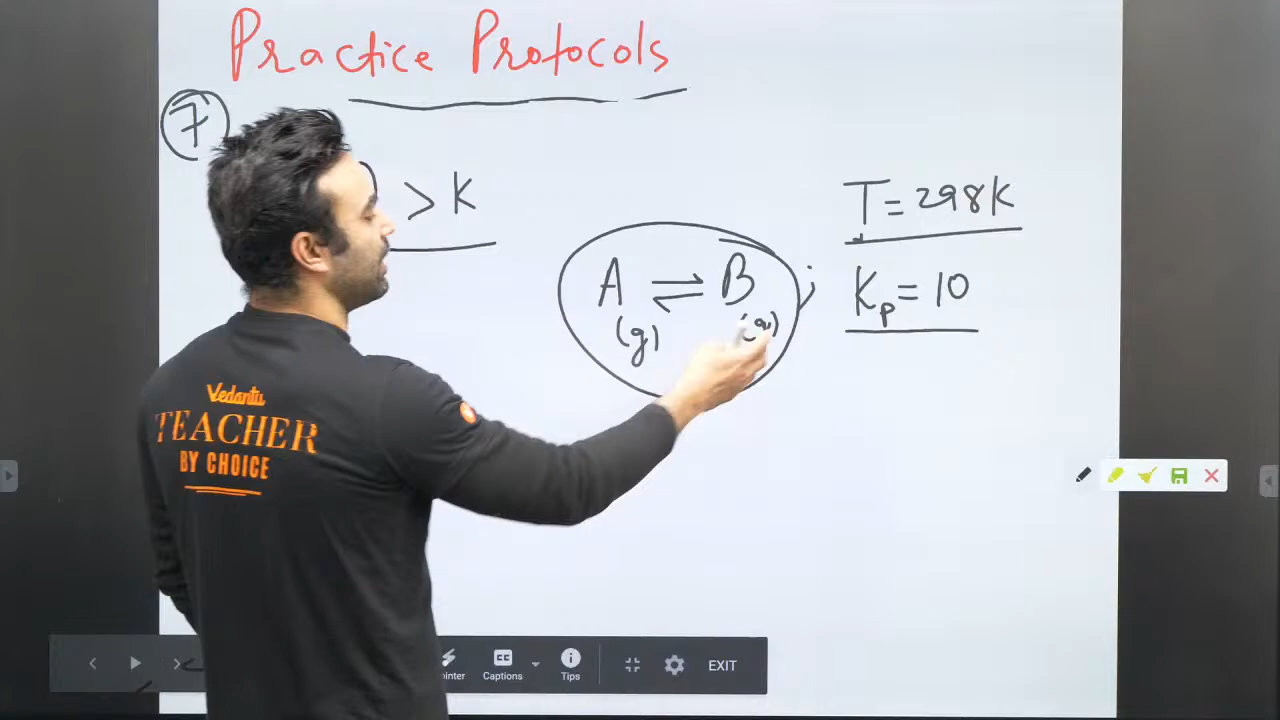 Practice Protocols
7
> K
T = 298K
A ⇌ B ;
(g) (g)
Kp = 10
Vedantu
TEACHER
BY CHOICE
Captions
Tips
EXIT